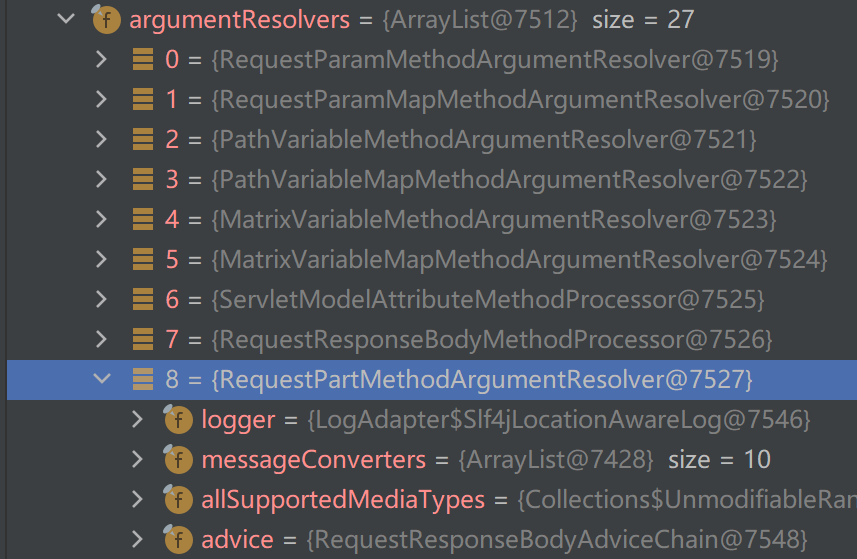 argumentResolvers = {ArrayList@7512} size = 27
0 = {RequestParamMethodArgumentResolver@7519}
1 = {RequestParamMapMethodArgumentResolver@7520}
2 = {PathVariableMethodArgumentResolver@7521}
3 = {PathVariableMapMethodArgumentResolver@7522}
4 = {MatrixVariableMethodArgumentResolver@7523}
5 = {MatrixVariableMapMethodArgumentResolver@7524}
6 = {ServletModelAttributeMethodProcessor@7525}
7 = {RequestResponseBodyMethodProcessor@7526}
8 = {RequestPartMethodArgumentResolver@7527}
logger = {LogAdapter$Slf4jLocationAwareLog@7546}
messageConverters = {ArrayList@7428} size = 10
allSupportedMediaTypes = {Collections$UnmodifiableRan
advice = {RequestResponseBodyAdviceChain@7548}